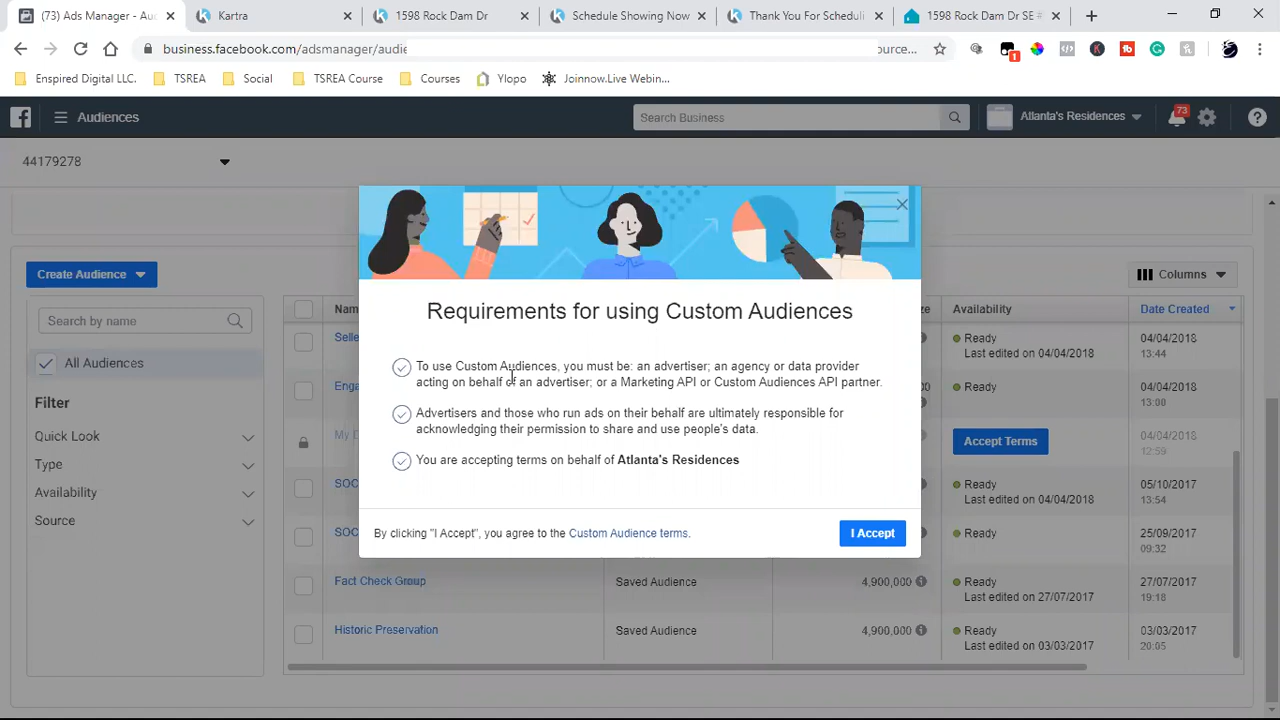 (73) Ads Manager - Aud
Kartra
1598 Rock Dam Dr
Schedule Showing Now
Thank You For Scheduli
1598 Rock Dam Dr SE #
business.facebook.com/adsmanager/audie
ource...
1
Enspired Digital LLC.
TSREA
Social
TSREA Course
Courses
Ylopo
Joinnow.Live Webin...
Audiences
Search Business
Atlanta's Residences
73
44179278
Create Audience
Columns
Search by name
All Audiences
Filter
Quick Look
Type
Availability
Source
Requirements for using Custom Audiences
To use Custom Audiences, you must be: an advertiser; an agency or data provider
acting on behalf of an advertiser; or a Marketing API or Custom Audiences API partner.
Advertisers and those who run ads on their behalf are ultimately responsible for
acknowledging their permission to share and use people's data.
You are accepting terms on behalf of Atlanta's Residences
By clicking "I Accept", you agree to the Custom Audience terms.
I Accept
Nam
ze
Availability
Date Created
Selle
Ready
Last edited on 04/04/2018
04/04/2018
13:44
Enga
Ready
04/04/2018
13:08
My D
Accept Terms
04/04/2018
12:59
SOC
Ready
Last edited on 04/04/2018
05/10/2017
13:54
SOC
Ready
25/09/2017
09:32
Fact Check Group
Saved Audience
4,900,000
Ready
Last edited on 27/07/2017
27/07/2017
19:18
Historic Preservation
Saved Audience
4,900,000
Ready
Last edited on 03/03/2017
03/03/2017
20:05